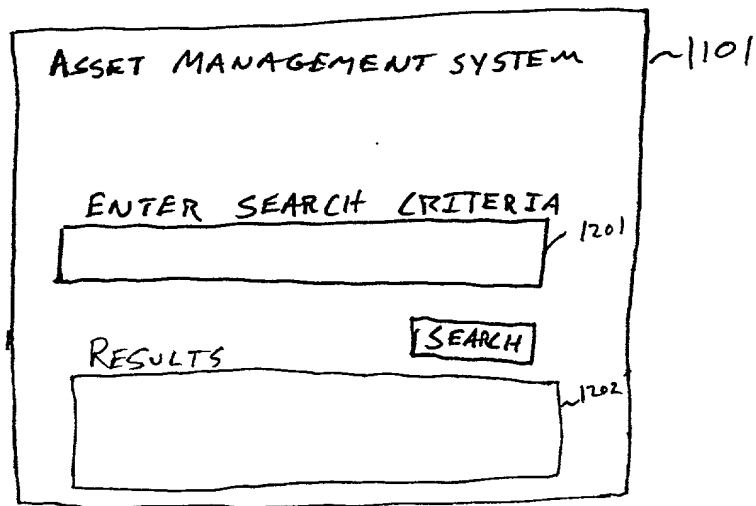 ASSET MANAGEMENT SYSTEM ~1101
ENTER SEARCH CRITERIA
1201
SEARCH
RESULTS
~1202